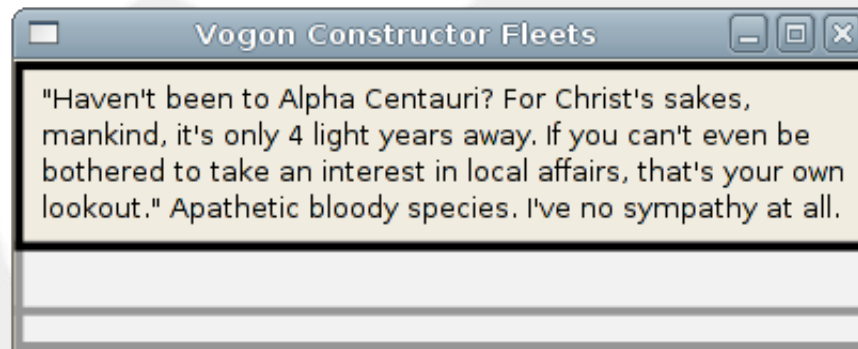 Vogon Constructor Fleets
"Haven't been to Alpha Centauri? For Christ's sakes,
mankind, it's only 4 light years away. If you can't even be
bothered to take an interest in local affairs, that's your own
lookout." Apathetic bloody species. I've no sympathy at all.